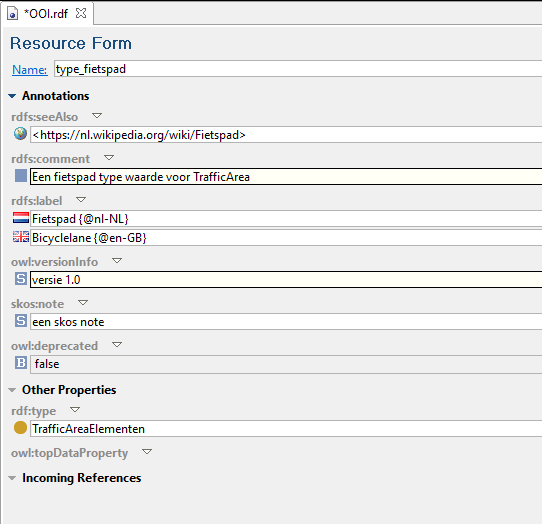 *OOI.rdf
Resource Form
Name: type_fietspad
Annotations
rdfs:seeAlso
<https://nl.wikipedia.org/wiki/Fietspad>
rdfs:comment
Een fietspad type waarde voor TrafficArea
rdfs:label
Fietspad {@nl-NL}
Bicyclelane {@en-GB}
owl:versionInfo
S versie 1.0
skos:note
S een skos note
owl:deprecated
B false
Other Properties
rdf:type
TrafficAreaElementen
owl:topDataProperty
Incoming References